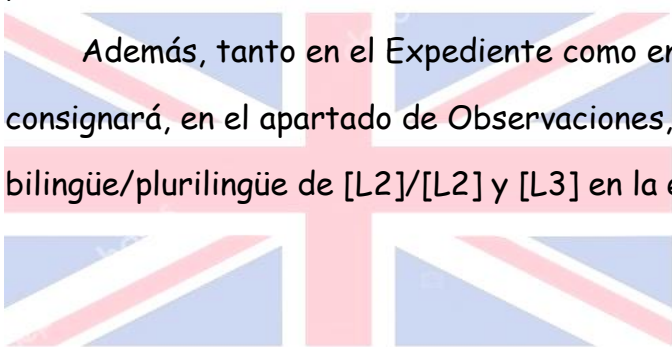 Además, tanto en el Expediente como en
consignará, en el apartado de Observaciones,
bilingüe/plurilingüe de [L2]/[L2] y [L3] en la